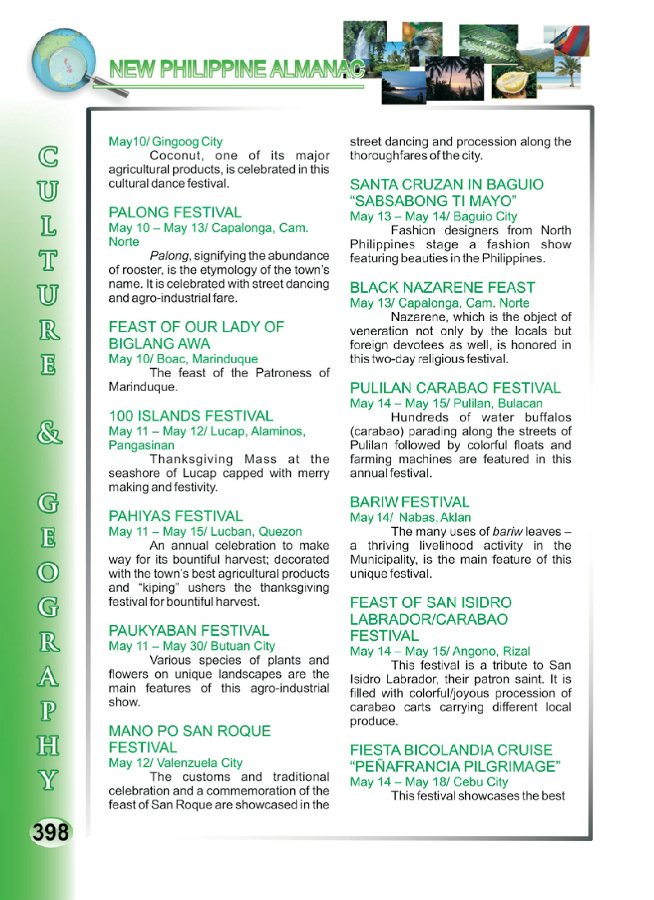 NEW PHILIPPINE ALMANAC
CULTURE & GEOGRAPHY
May10/ Gingoog City
Coconut, one of its major
agricultural products, is celebrated in this
cultural dance festival.
PALONG FESTIVAL
May 10 – May 13/ Capalonga, Cam.
Norte
Palong, signifying the abundance
of rooster, is the etymology of the town's
name. It is celebrated with street dancing
and agro-industrial fare.
FEAST OF OUR LADY OF
BIGLANG AWA
May 10/ Boac, Marinduque
The feast of the Patroness of
Marinduque.
100 ISLANDS FESTIVAL
May 11 – May 12/ Lucap, Alaminos,
Pangasinan
Thanksgiving Mass at the
seashore of Lucap capped with merry
making and festivity.
PAHIYAS FESTIVAL
May 11 – May 15/ Lucban, Quezon
An annual celebration to make
way for its bountiful harvest; decorated
with the town's best agricultural products
and “kiping” ushers the thanksgiving
festival for bountiful harvest.
PAUKYABAN FESTIVAL
May 11 – May 30/ Butuan City
Various species of plants and
flowers on unique landscapes are the
main features of this agro-industrial
show.
MANO PO SAN ROQUE
FESTIVAL
May 12/ Valenzuela City
The customs and traditional
celebration and a commemoration of the
feast of San Roque are showcased in the
street dancing and procession along the
thoroughfares of the city.
SANTA CRUZAN IN BAGUIO
“SABSABONG TI MAYO”
May 13 – May 14/ Baguio City
Fashion designers from North
Philippines stage a fashion show
featuring beauties in the Philippines.
BLACK NAZARENE FEAST
May 13/ Capalonga, Cam. Norte
Nazarene, which is the object of
veneration not only by the locals but
foreign devotees as well, is honored in
this two-day religious festival.
PULILAN CARABAO FESTIVAL
May 14 – May 15/ Pulilan, Bulacan
Hundreds of water buffalos
(carabao) parading along the streets of
Pulilan followed by colorful floats and
farming machines are featured in this
annual festival.
BARIW FESTIVAL
May 14/ Nabas, Aklan
The many uses of bariw leaves –
a thriving livelihood activity in the
Municipality, is the main feature of this
unique festival.
FEAST OF SAN ISIDRO
LABRADOR/CARABAO
FESTIVAL
May 14 – May 15/ Angono, Rizal
This festival is a tribute to San
Isidro Labrador, their patron saint. It is
filled with colorful/joyous procession of
carabao carts carrying different local
produce.
FIESTA BICOLANDIA CRUISE
“PEÑAFRANCIA PILGRIMAGE”
May 14 – May 18/ Cebu City
This festival showcases the best
398